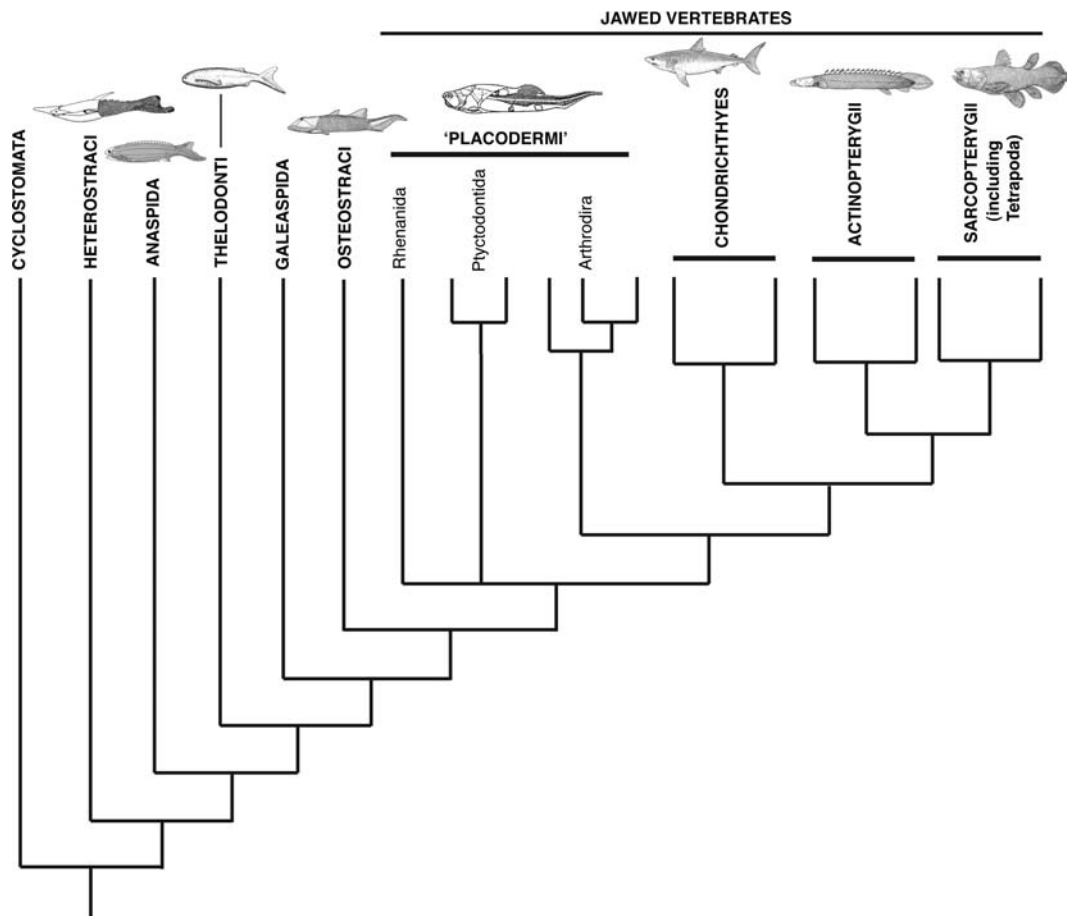 JAWED VERTEBRATES
'PLACODERMI'
CYCLOSTOMATA
HETEROSTRACI
ANASPIDA
THELODONTI
GALEASPIDA
OSTEOSTRACI
Rhenanida
Ptyctodontida
Arthrodira
CHONDRICHTHYES
ACTINOPTERYGII
SARCOPTERYGII
(including
Tetrapoda)